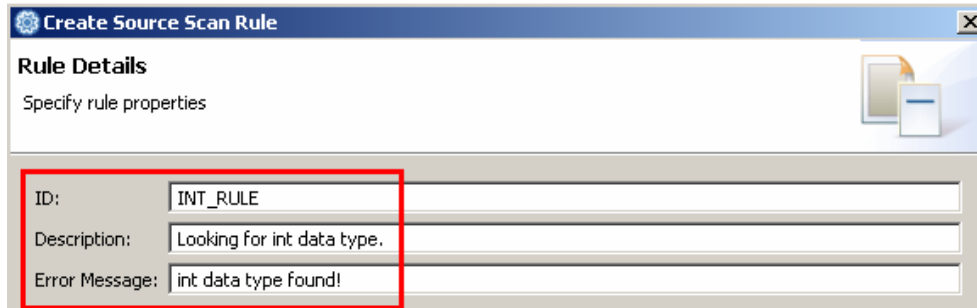 Create Source Scan Rule
Rule Details
Specify rule properties
ID: INT_RULE
Description: Looking for int data type.
Error Message: int data type found!